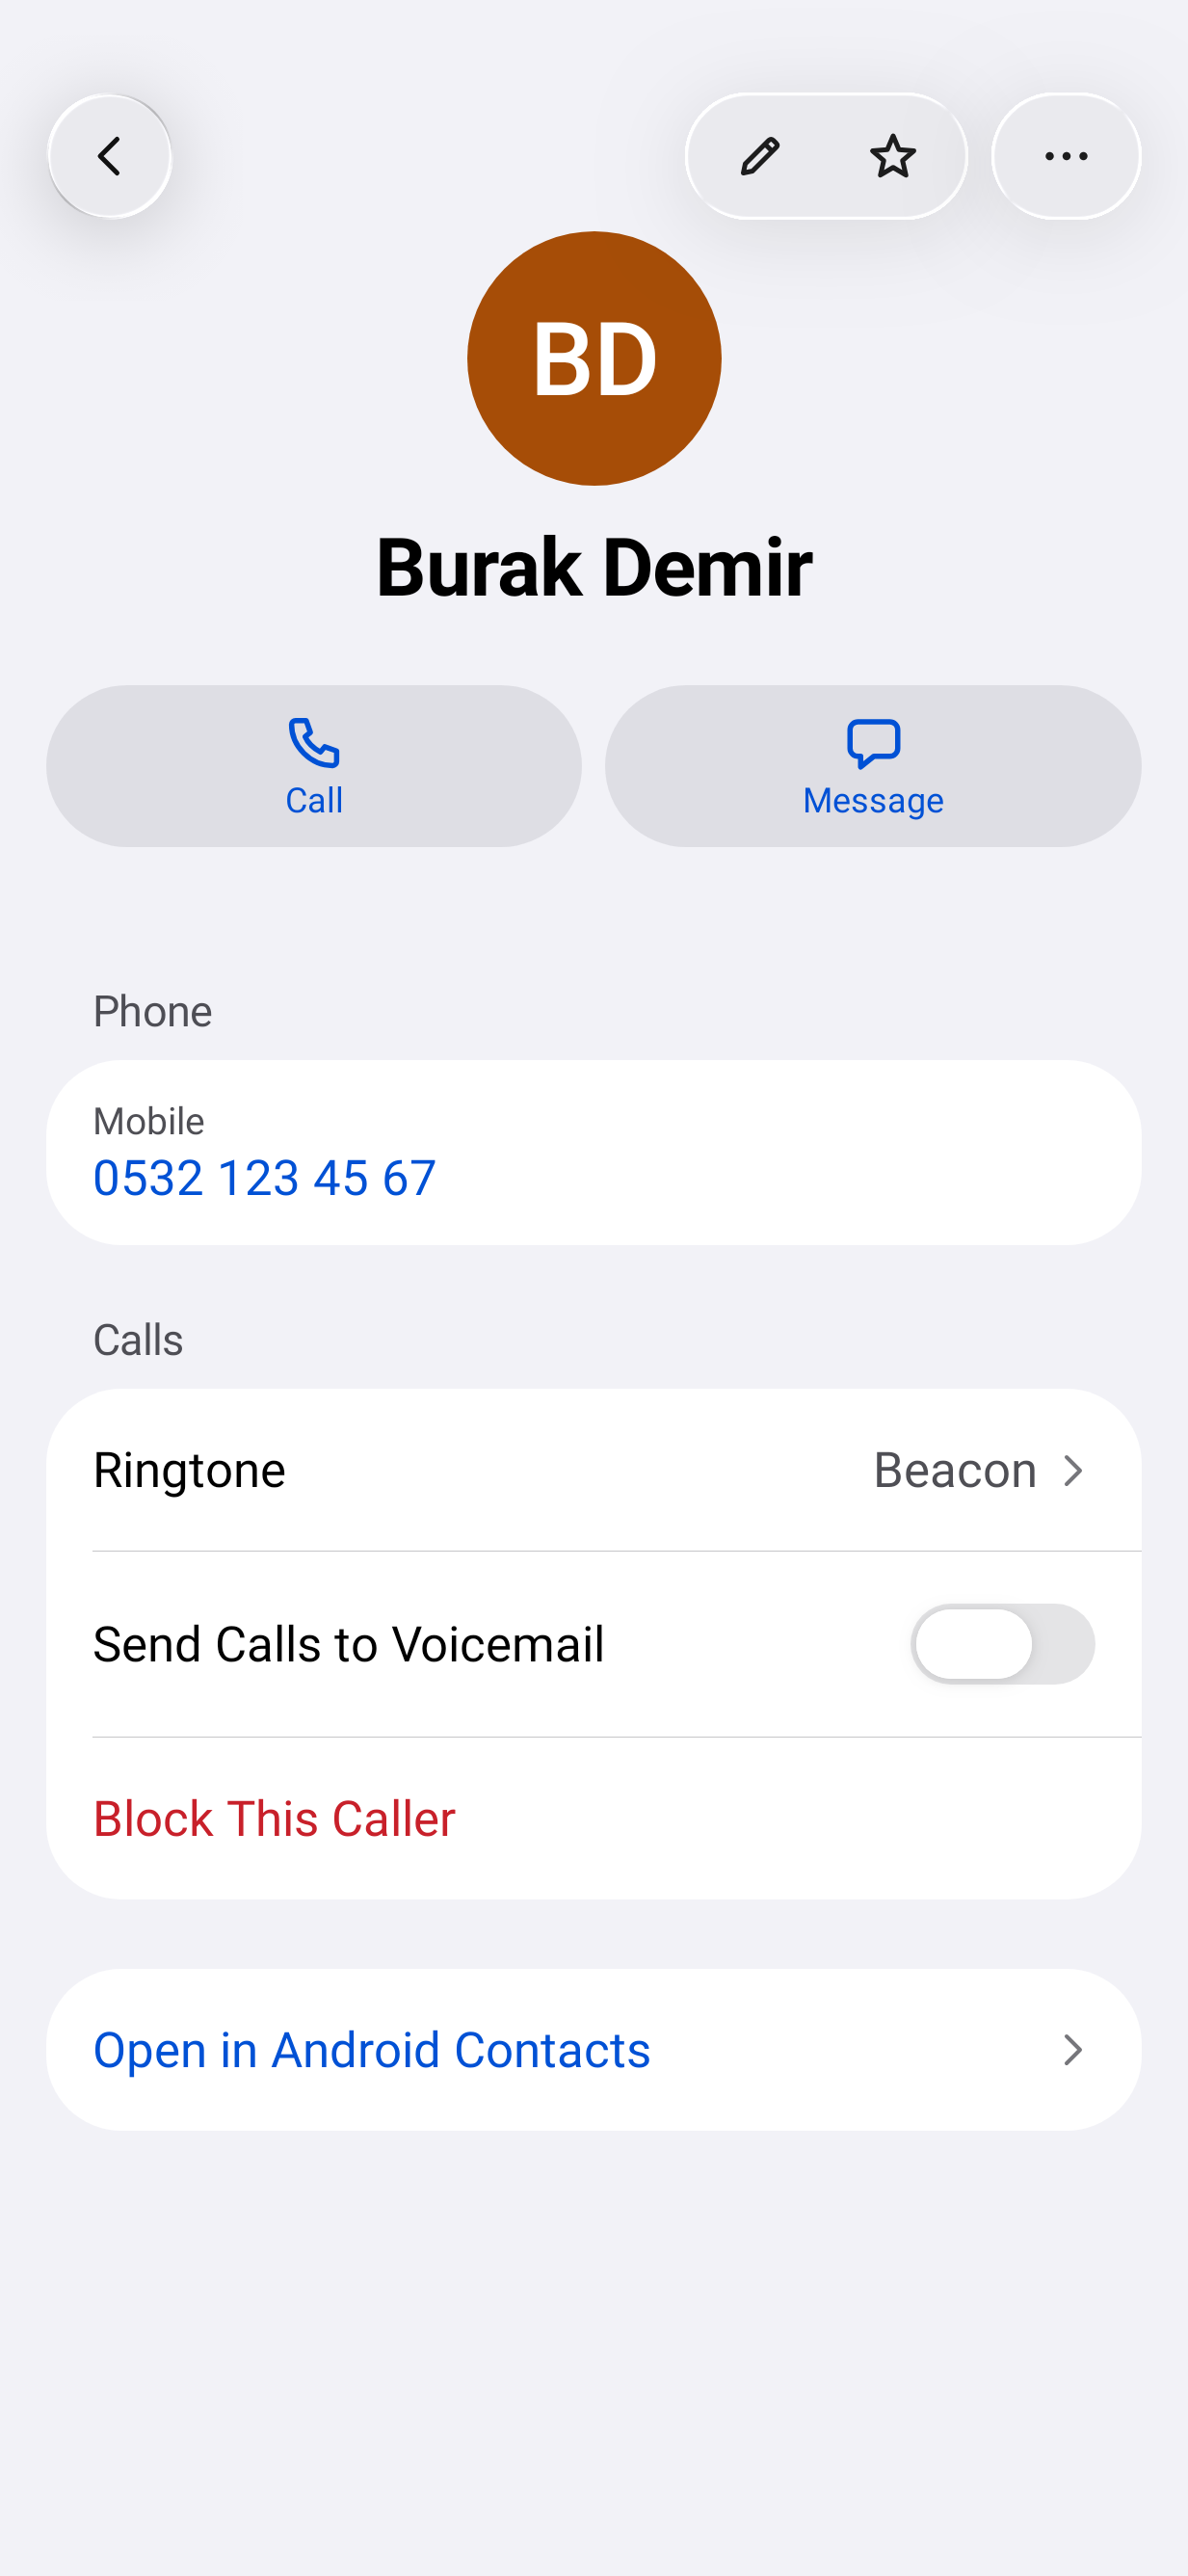 BD
Burak Demir
Call
Message
Phone
Mobile
0532 123 45 67
Calls
Ringtone
Beacon
Send Calls to Voicemail
Block This Caller
Open in Android Contacts